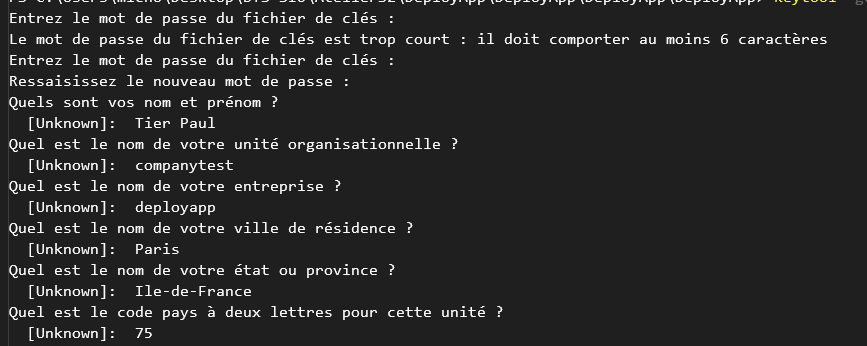 Entrez le mot de passe du fichier de clés :
Le mot de passe du fichier de clés est trop court : il doit comporter au moins 6 caractères
Entrez le mot de passe du fichier de clés :
Ressaisissez le nouveau mot de passe :
Quels sont vos nom et prénom ?
[Unknown]: Tier Paul
Quel est le nom de votre unité organisationnelle ?
[Unknown]: companytest
Quel est le nom de votre entreprise ?
[Unknown]: deployapp
Quel est le nom de votre ville de résidence ?
[Unknown]: Paris
Quel est le nom de votre état ou province ?
[Unknown]: Ile-de-France
Quel est le code pays à deux lettres pour cette unité ?
[Unknown]: 75